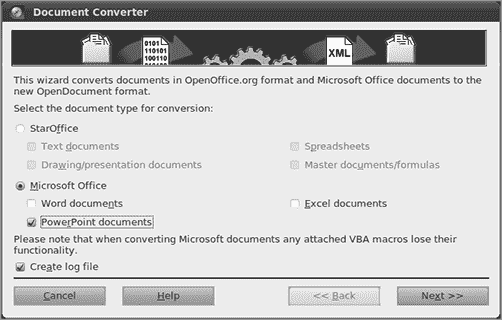 Document Converter
0101
110101
100110
XML
This wizard converts documents in OpenOffice.org format and Microsoft Office documents to the
new OpenDocument format.
Select the document type for conversion:
StarOffice
Text documents Spreadsheets
Drawing/presentation documents Master documents/formulas
Microsoft Office
Word documents Excel documents
PowerPoint documents
Please note that when converting Microsoft documents any attached VBA macros lose their
functionality.
Create log file
Cancel Help << Back Next >>